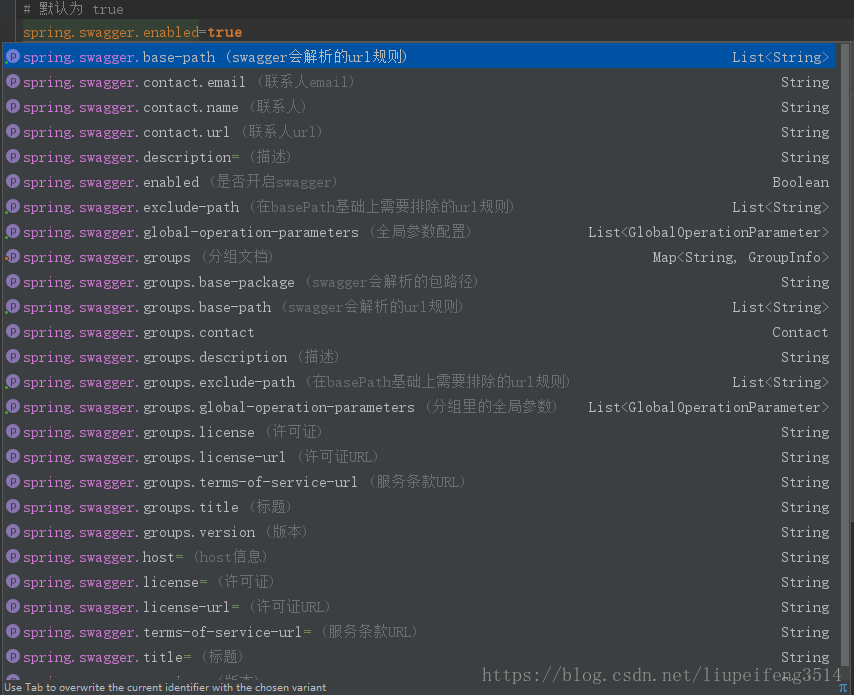 # 默认为 true
spring.swagger.enabled=true
spring.swagger.base-path (swagger会解析的url规则) List<String>
spring.swagger.contact.email (联系人email) String
spring.swagger.contact.name (联系人) String
spring.swagger.contact.url (联系人url) String
spring.swagger.description= (描述) String
spring.swagger.enabled (是否开启swagger) Boolean
spring.swagger.exclude-path (在basePath基础上需要排除的url规则) List<String>
spring.swagger.global-operation-parameters (全局参数配置) List<GlobalOperationParameter>
spring.swagger.groups (分组文档) Map<String, GroupInfo>
spring.swagger.groups.base-package (swagger会解析的包路径) String
spring.swagger.groups.base-path (swagger会解析的url规则) List<String>
spring.swagger.groups.contact Contact
spring.swagger.groups.description (描述) String
spring.swagger.groups.exclude-path (在basePath基础上需要排除的url规则) List<String>
spring.swagger.groups.global-operation-parameters (分组里的全局参数) List<GlobalOperationParameter>
spring.swagger.groups.license (许可证) String
spring.swagger.groups.license-url (许可证URL) String
spring.swagger.groups.terms-of-service-url (服务条款URL) String
spring.swagger.groups.title (标题) String
spring.swagger.groups.version (版本) String
spring.swagger.host= (host信息) String
spring.swagger.license= (许可证) String
spring.swagger.license-url= (许可证URL) String
spring.swagger.terms-of-service-url= (服务条款URL) String
spring.swagger.title= (标题) String
https://blog.csdn.net/liupeifeng3514
Use Tab to overwrite the current identifier with the chosen variant π